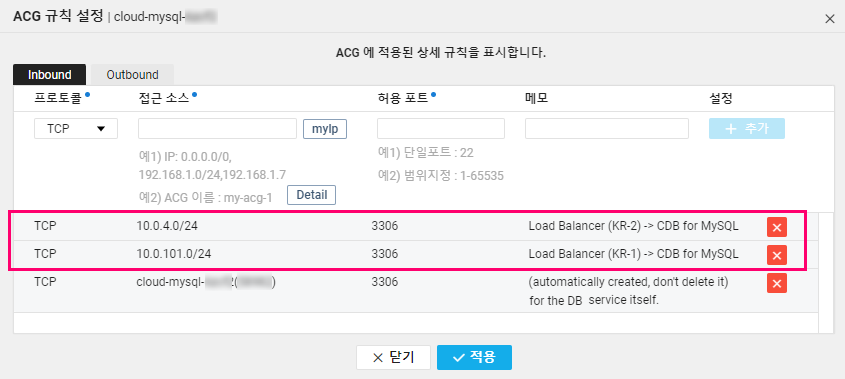 ACG 규칙 설정 | cloud-mysql-
ACG 에 적용된 상세 규칙을 표시합니다.
Inbound Outbound
프로토콜 접근 소스 허용 포트 메모 설정
TCP myIp + 추가
예1) IP: 0.0.0.0/0, 예1) 단일포트 : 22
192.168.1.0/24,192.168.1.7 예2) 범위지정 : 1-65535
예2) ACG 이름 : my-acg-1 Detail
TCP 10.0.4.0/24 3306 Load Balancer (KR-2) -> CDB for MySQL
TCP 10.0.101.0/24 3306 Load Balancer (KR-1) -> CDB for MySQL
TCP cloud-mysql- 2( ) 3306 (automatically created, don't delete it)
for the DB service itself.
닫기 적용